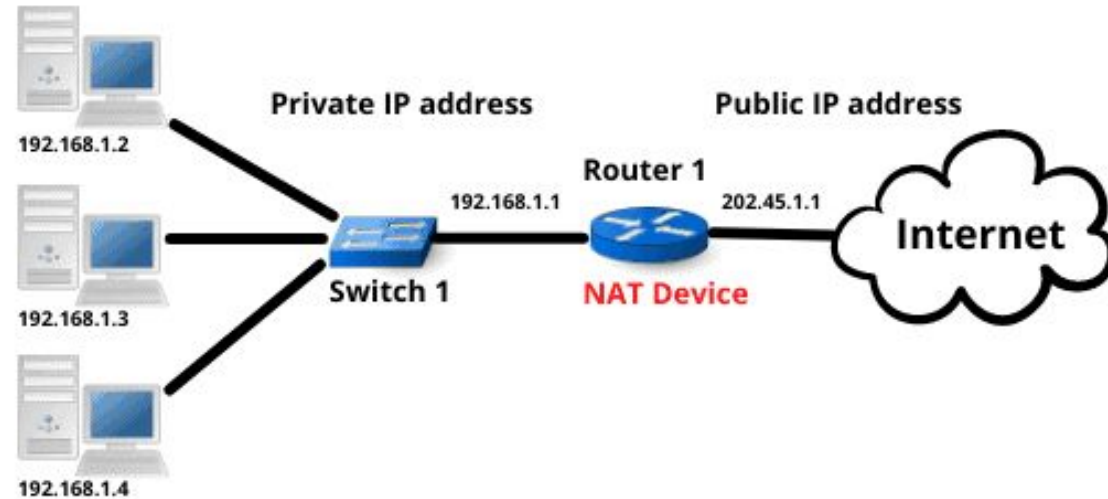 192.168.1.2
Private IP address
Public IP address
Router 1
192.168.1.1
202.45.1.1
Internet
Switch 1
NAT Device
192.168.1.3
192.168.1.4